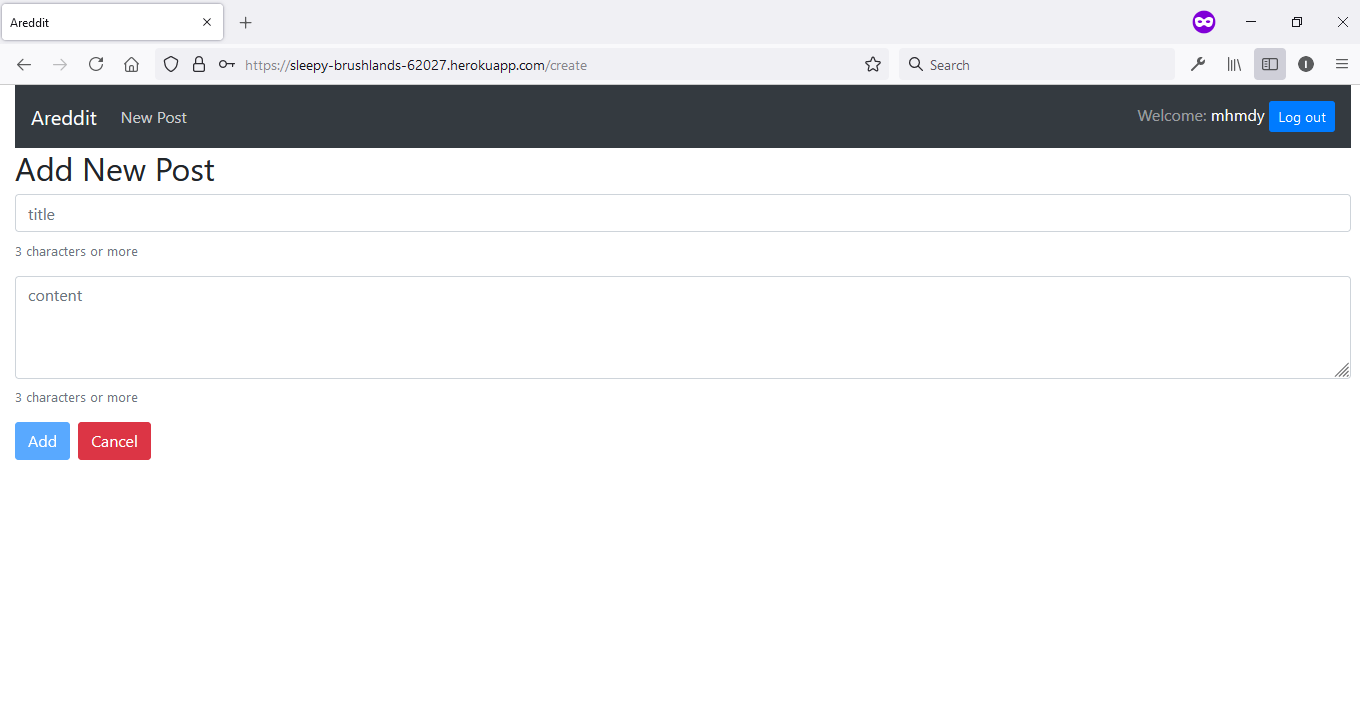 Areddit
https://sleepy-brushlands-62027.herokuapp.com/create
Search
Areddit New Post Welcome: mhmdy Log out
Add New Post
title
3 characters or more
content
3 characters or more
Add Cancel